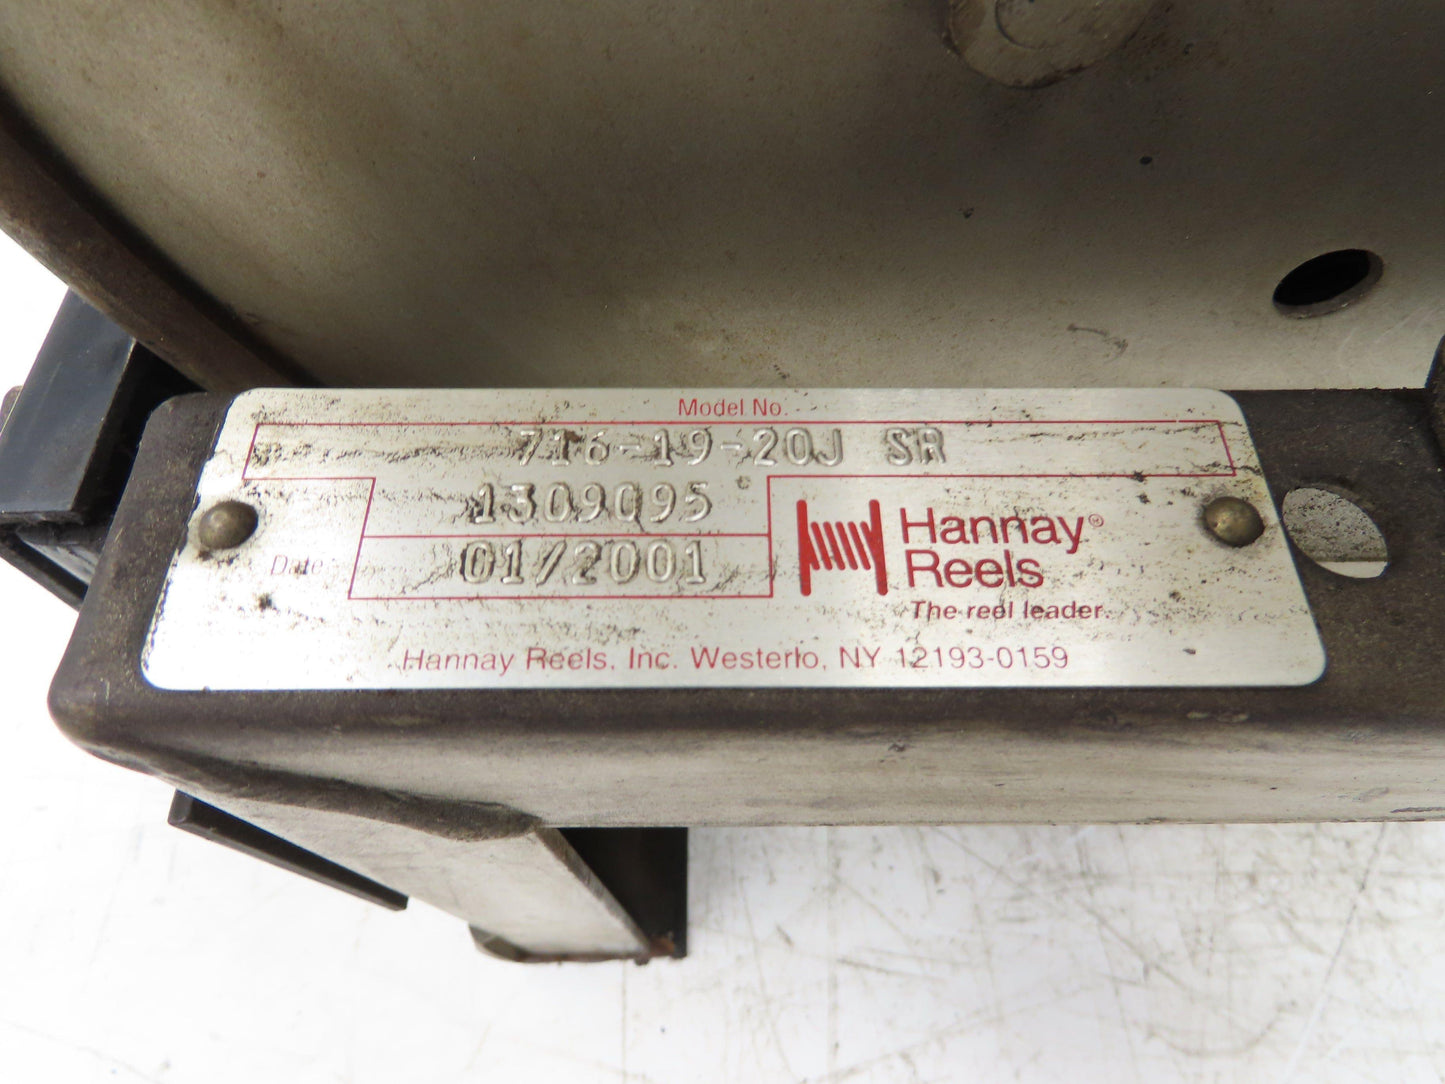 Model No.
716-19-20J SR
1309095
Date 01/2001
Hannay®
Reels
The reel leader.
Hannay Reels, Inc. Westerlo, NY 12193-0159